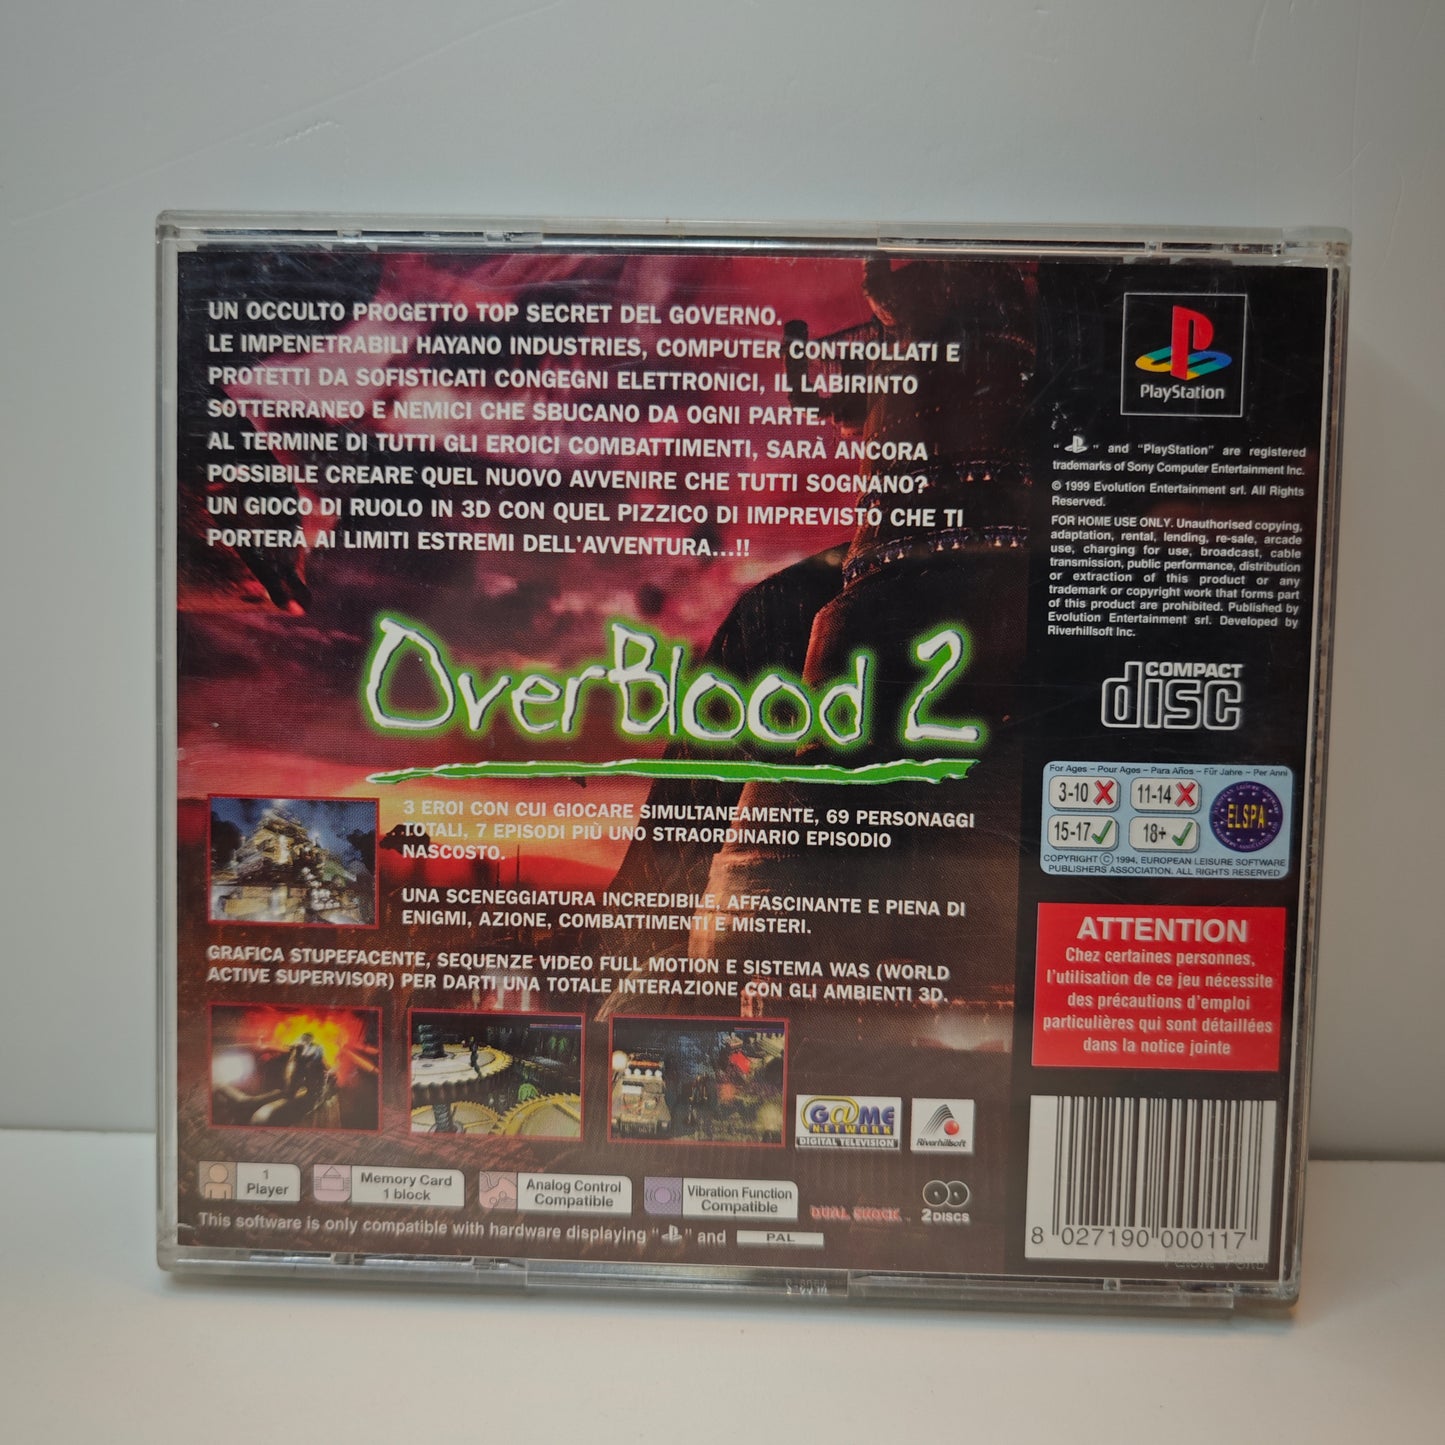 UN OCCULTO PROGETTO TOP SECRET DEL GOVERNO.
LE IMPENETRABILI HAYANO INDUSTRIES, COMPUTER CONTROLLATI E
PROTETTI DA SOFISTICATI CONGEGNI ELETTRONICI, IL LABIRINTO
SOTTERRANEO E NEMICI CHE SBUCANO DA OGNI PARTE.
AL TERMINE DI TUTTI GLI EROICI COMBATTIMENTI, SARÀ ANCORA
POSSIBILE CREARE QUEL NUOVO AVVENIRE CHE TUTTI SOGNANO?
UN GIOCO DI RUOLO IN 3D CON QUEL PIZZICO DI IMPREVISTO CHE TI
PORTERÀ AI LIMITI ESTREMI DELL'AVVENTURA...!!
OverBlood 2
3 EROI CON CUI GIOCARE SIMULTANEAMENTE, 69 PERSONAGGI
TOTALI, 7 EPISODI PIÙ UNO STRAORDINARIO EPISODIO
NASCOSTO.
UNA SCENEGGIATURA INCREDIBILE, AFFASCINANTE E PIENA DI
ENIGMI, AZIONE, COMBATTIMENTI E MISTERI.
GRAFICA STUPEFACENTE, SEQUENZE VIDEO FULL MOTION E SISTEMA WAS (WORLD
ACTIVE SUPERVISOR) PER DARTI UNA TOTALE INTERAZIONE CON GLI AMBIENTI 3D.
G@ME
NETWORK
DIGITAL TELEVISION
Riverhillsoft
1
Player
Memory Card
1 block
Analog Control
Compatible
Vibration Function
Compatible
DUAL SHOCK
2 DISCS
This software is only compatible with hardware displaying " " and PAL
PlayStation
" " and "PlayStation" are registered
trademarks of Sony Computer Entertainment Inc.
© 1999 Evolution Entertainment srl. All Rights
Reserved.
FOR HOME USE ONLY. Unauthorised copying,
adaptation, rental, lending, re-sale, arcade
use, charging for use, broadcast, cable
transmission, public performance, distribution
or extraction of this product or any
trademark or copyright work that forms part
of this product are prohibited. Published by
Evolution Entertainment srl. Developed by
Riverhillsoft Inc.
COMPACT
disc
For Ages – Pour Ages – Para Años – Für Jahre – Per Anni
3-10 11-14
15-17 18+
ELSPA
COPYRIGHT © 1994, EUROPEAN LEISURE SOFTWARE
PUBLISHERS ASSOCIATION. ALL RIGHTS RESERVED
ATTENTION
Chez certaines personnes,
l'utilisation de ce jeu nécessite
des précautions d'emploi
particulières qui sont détaillées
dans la notice jointe
8 027190 000117